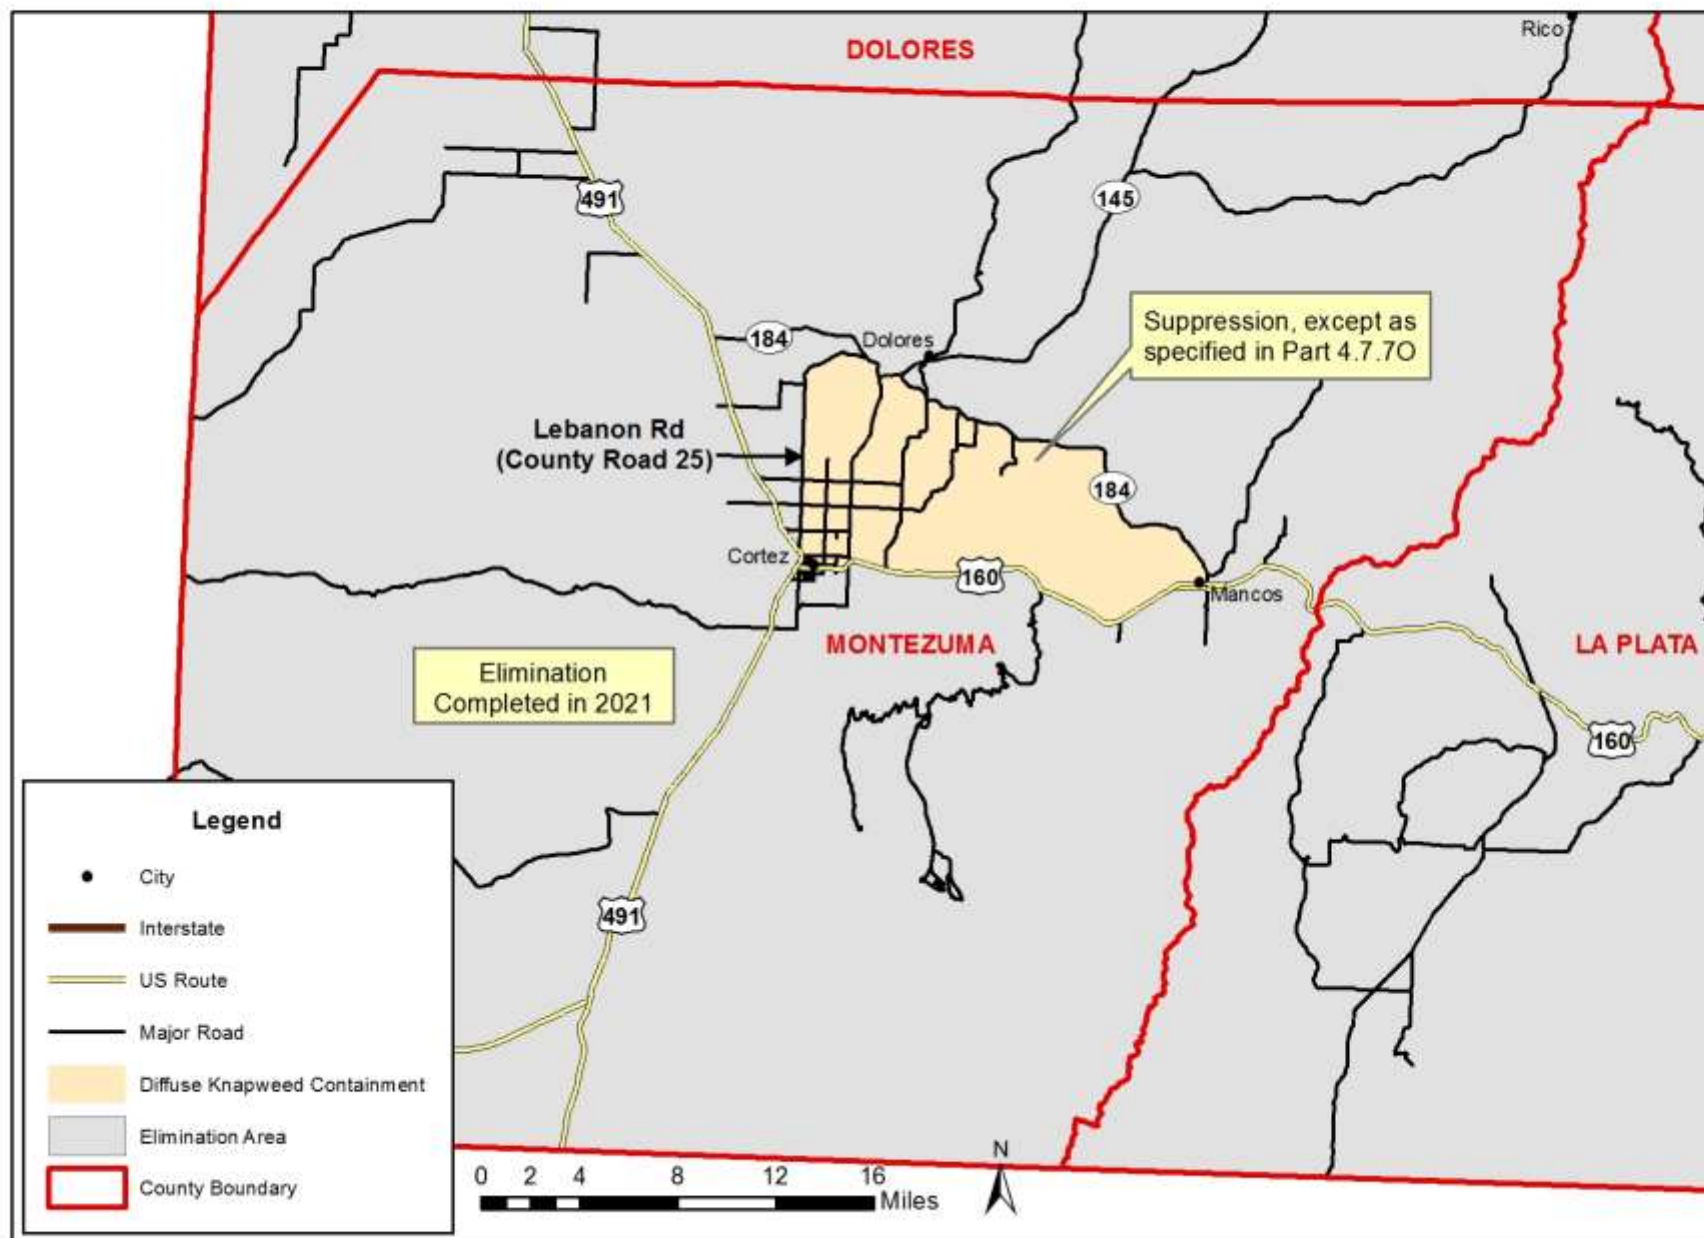 DOLORES
Rico
491
145
184
Dolores
Suppression, except as
specified in Part 4.7.7O
Lebanon Rd
(County Road 25)
184
Cortez
160
Mancos
MONTEZUMA
LA PLATA
Elimination
Completed in 2021
160
491
Legend
City
Interstate
US Route
Major Road
Diffuse Knapweed Containment
Elimination Area
County Boundary
0 2 4 8 12 16
Miles
N